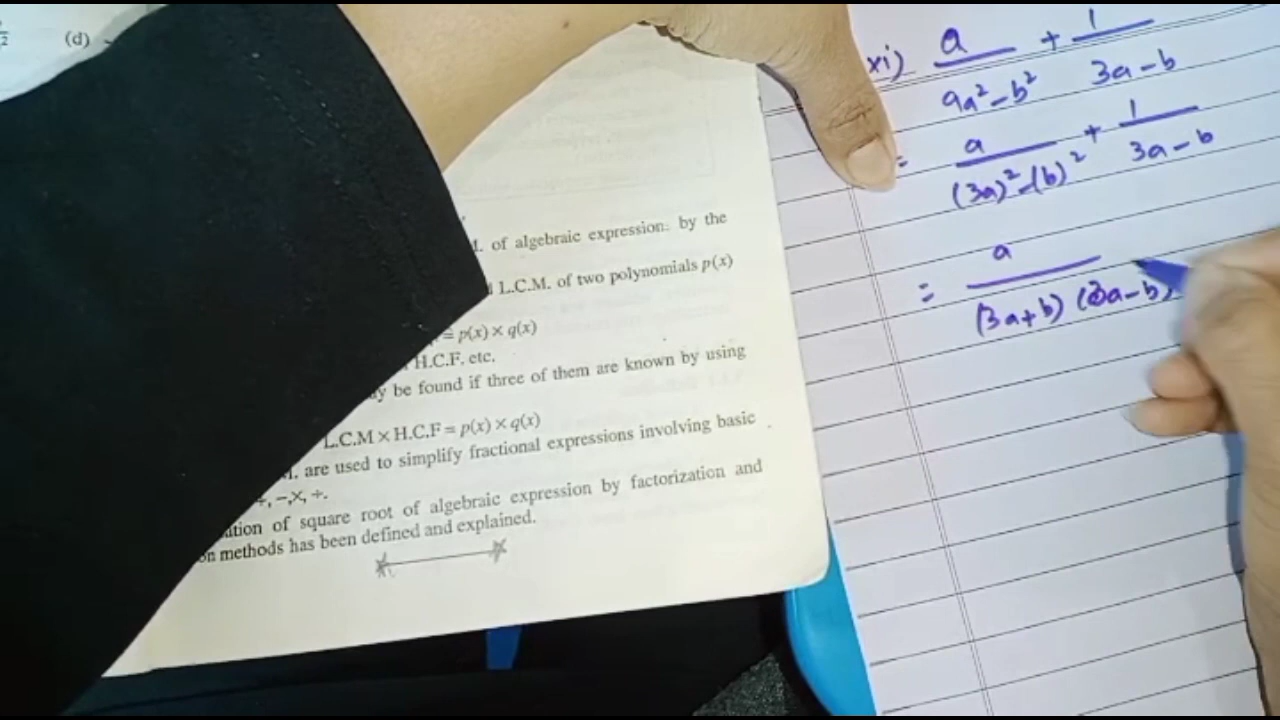 (d)
of algebraic expression: by the
L.C.M. of two polynomials p(x)
= p(x) × q(x)
H.C.F. etc.
be found if three of them are known by using
L.C.M × H.C.F = p(x) × q(x)
are used to simplify fractional expressions involving basic
−,×, ÷.
of square root of algebraic expression by factorization and
methods has been defined and explained.
xi) a/(9a² − b²) + 1/(3a − b)
= a/((3a)² − (b)²) + 1/(3a − b)
= a/((3a + b) (3a − b))